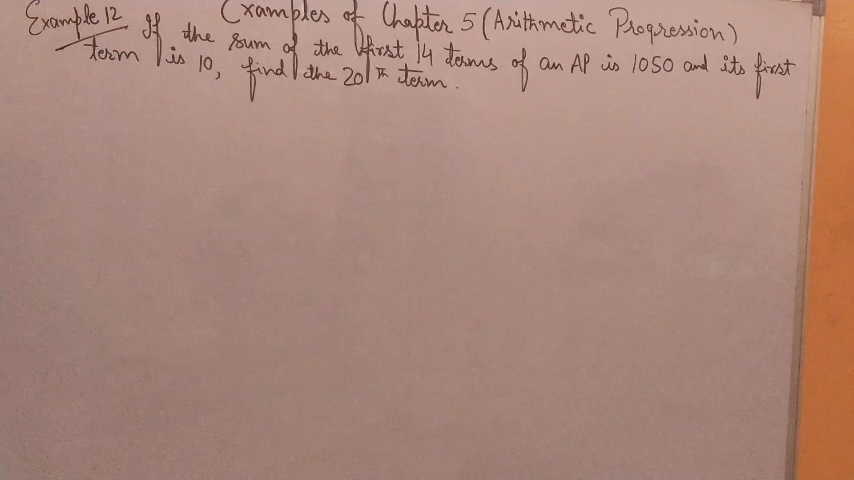 Examples of Chapter 5 (Arithmetic Progression)
Example 12 If the sum of the first 14 terms of an AP is 1050 and its first
term is 10, find the 20th term.